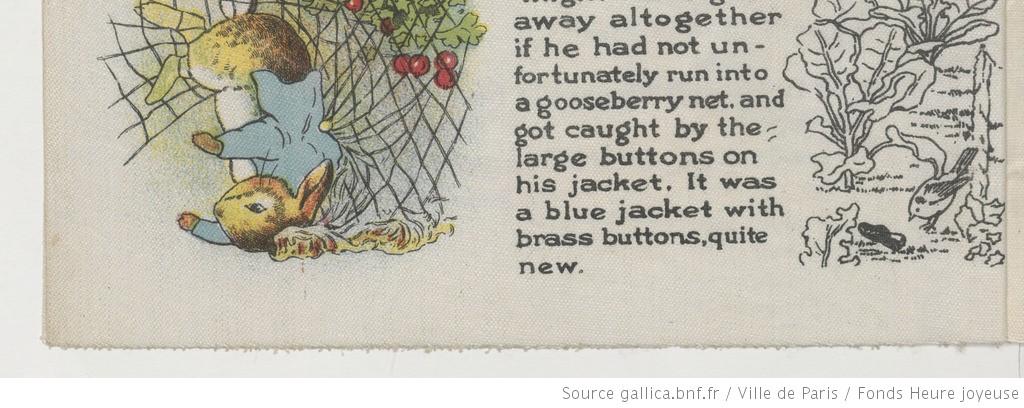 away altogether
if he had not un-
fortunately run into
a gooseberry net, and
got caught by the
large buttons on
his jacket. It was
a blue jacket with
brass buttons, quite
new.
Source gallica.bnf.fr / Ville de Paris / Fonds Heure joyeuse